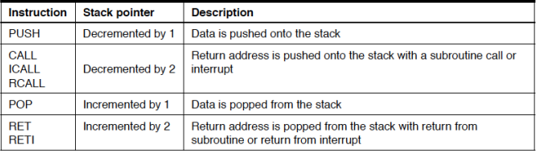 Instruction Stack pointer Description
PUSH Decremented by 1 Data is pushed onto the stack
CALL
ICALL
RCALL
Decremented by 2
Return address is pushed onto the stack with a subroutine call or
interrupt
POP Incremented by 1 Data is popped from the stack
RET
RETI
Incremented by 2
Return address is popped from the stack with return from
subroutine or return from interrupt